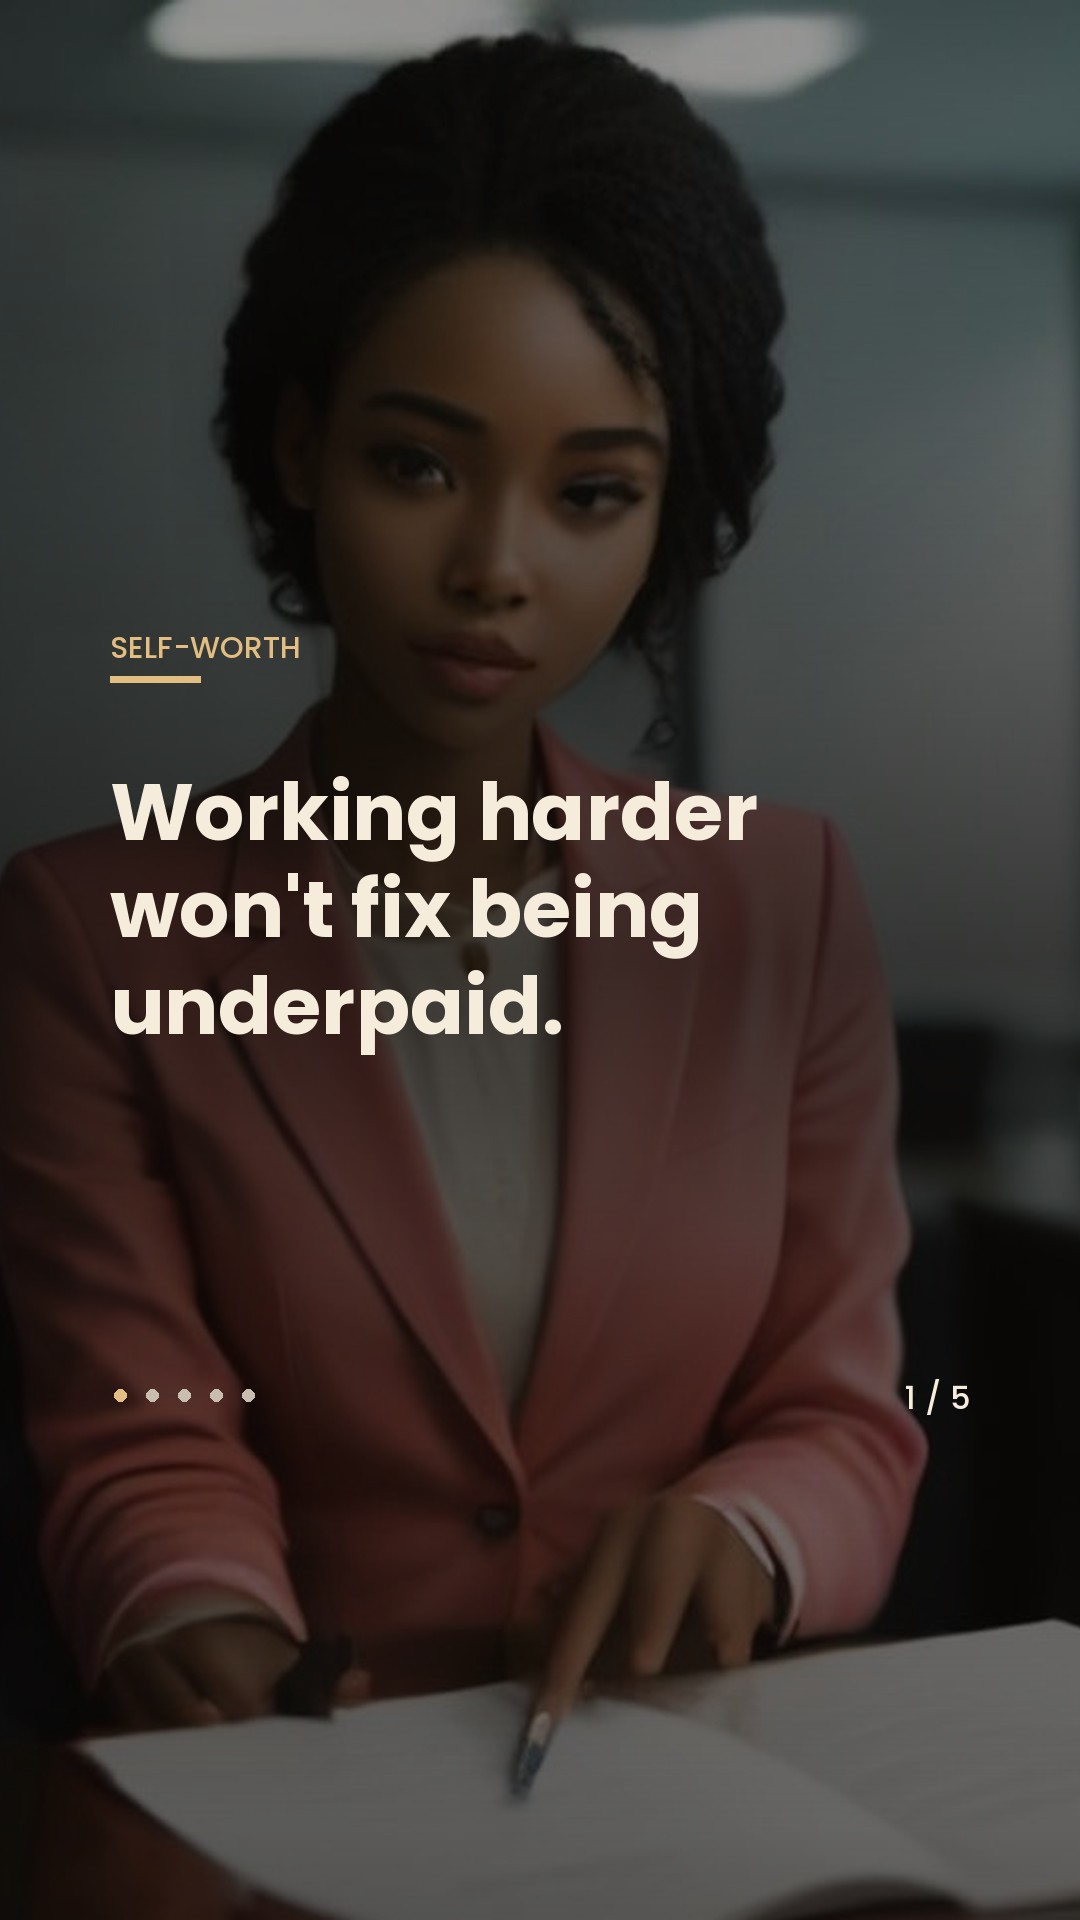 SELF-WORTH
Working harder
won't fix being
underpaid.
1 / 5